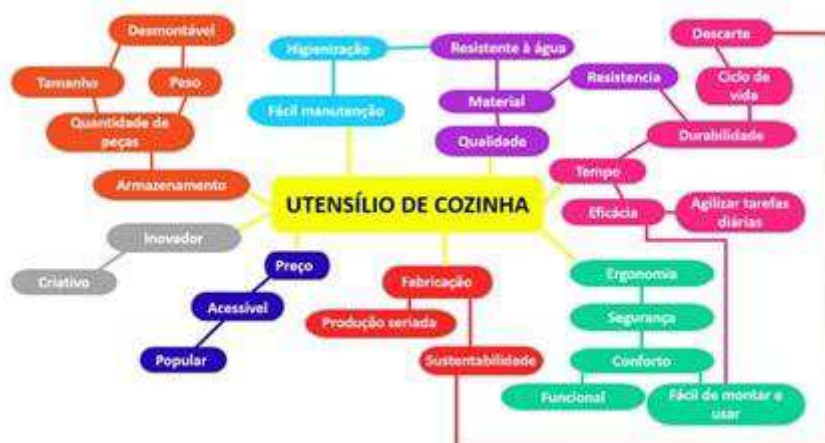 Desmontável
Tamanho
Peso
Quantidade de
peças
Armazenamento
Higienização
Fácil manutenção
Resistente à água
Material
Qualidade
Resistencia
Descarte
Ciclo de
vida
Durabilidade
Tempo
Eficácia
Agilizar tarefas
diárias
UTENSÍLIO DE COZINHA
Inovador
Criativo
Preço
Acessível
Popular
Fabricação
Produção seriada
Sustentabilidade
Ergonomia
Segurança
Conforto
Funcional
Fácil de montar e
usar